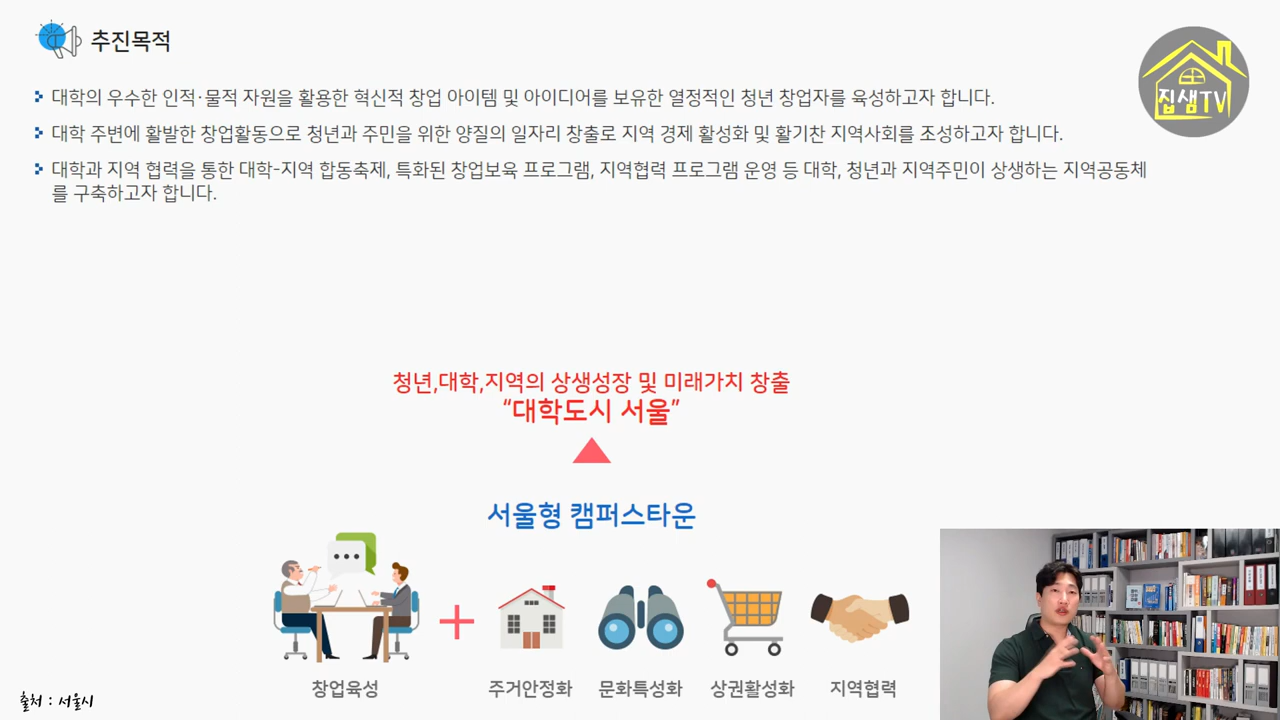 추진목적
집샘TV
대학의 우수한 인적·물적 자원을 활용한 혁신적 창업 아이템 및 아이디어를 보유한 열정적인 청년 창업자를 육성하고자 합니다.
대학 주변에 활발한 창업활동으로 청년과 주민을 위한 양질의 일자리 창출로 지역 경제 활성화 및 활기찬 지역사회를 조성하고자 합니다.
대학과 지역 협력을 통한 대학-지역 합동축제, 특화된 창업보육 프로그램, 지역협력 프로그램 운영 등 대학, 청년과 지역주민이 상생하는 지역공동체
를 구축하고자 합니다.
청년,대학,지역의 상생성장 및 미래가치 창출
“대학도시 서울”
서울형 캠퍼스타운
창업육성
주거안정화
문화특성화
상권활성화
지역협력
출처 : 서울시